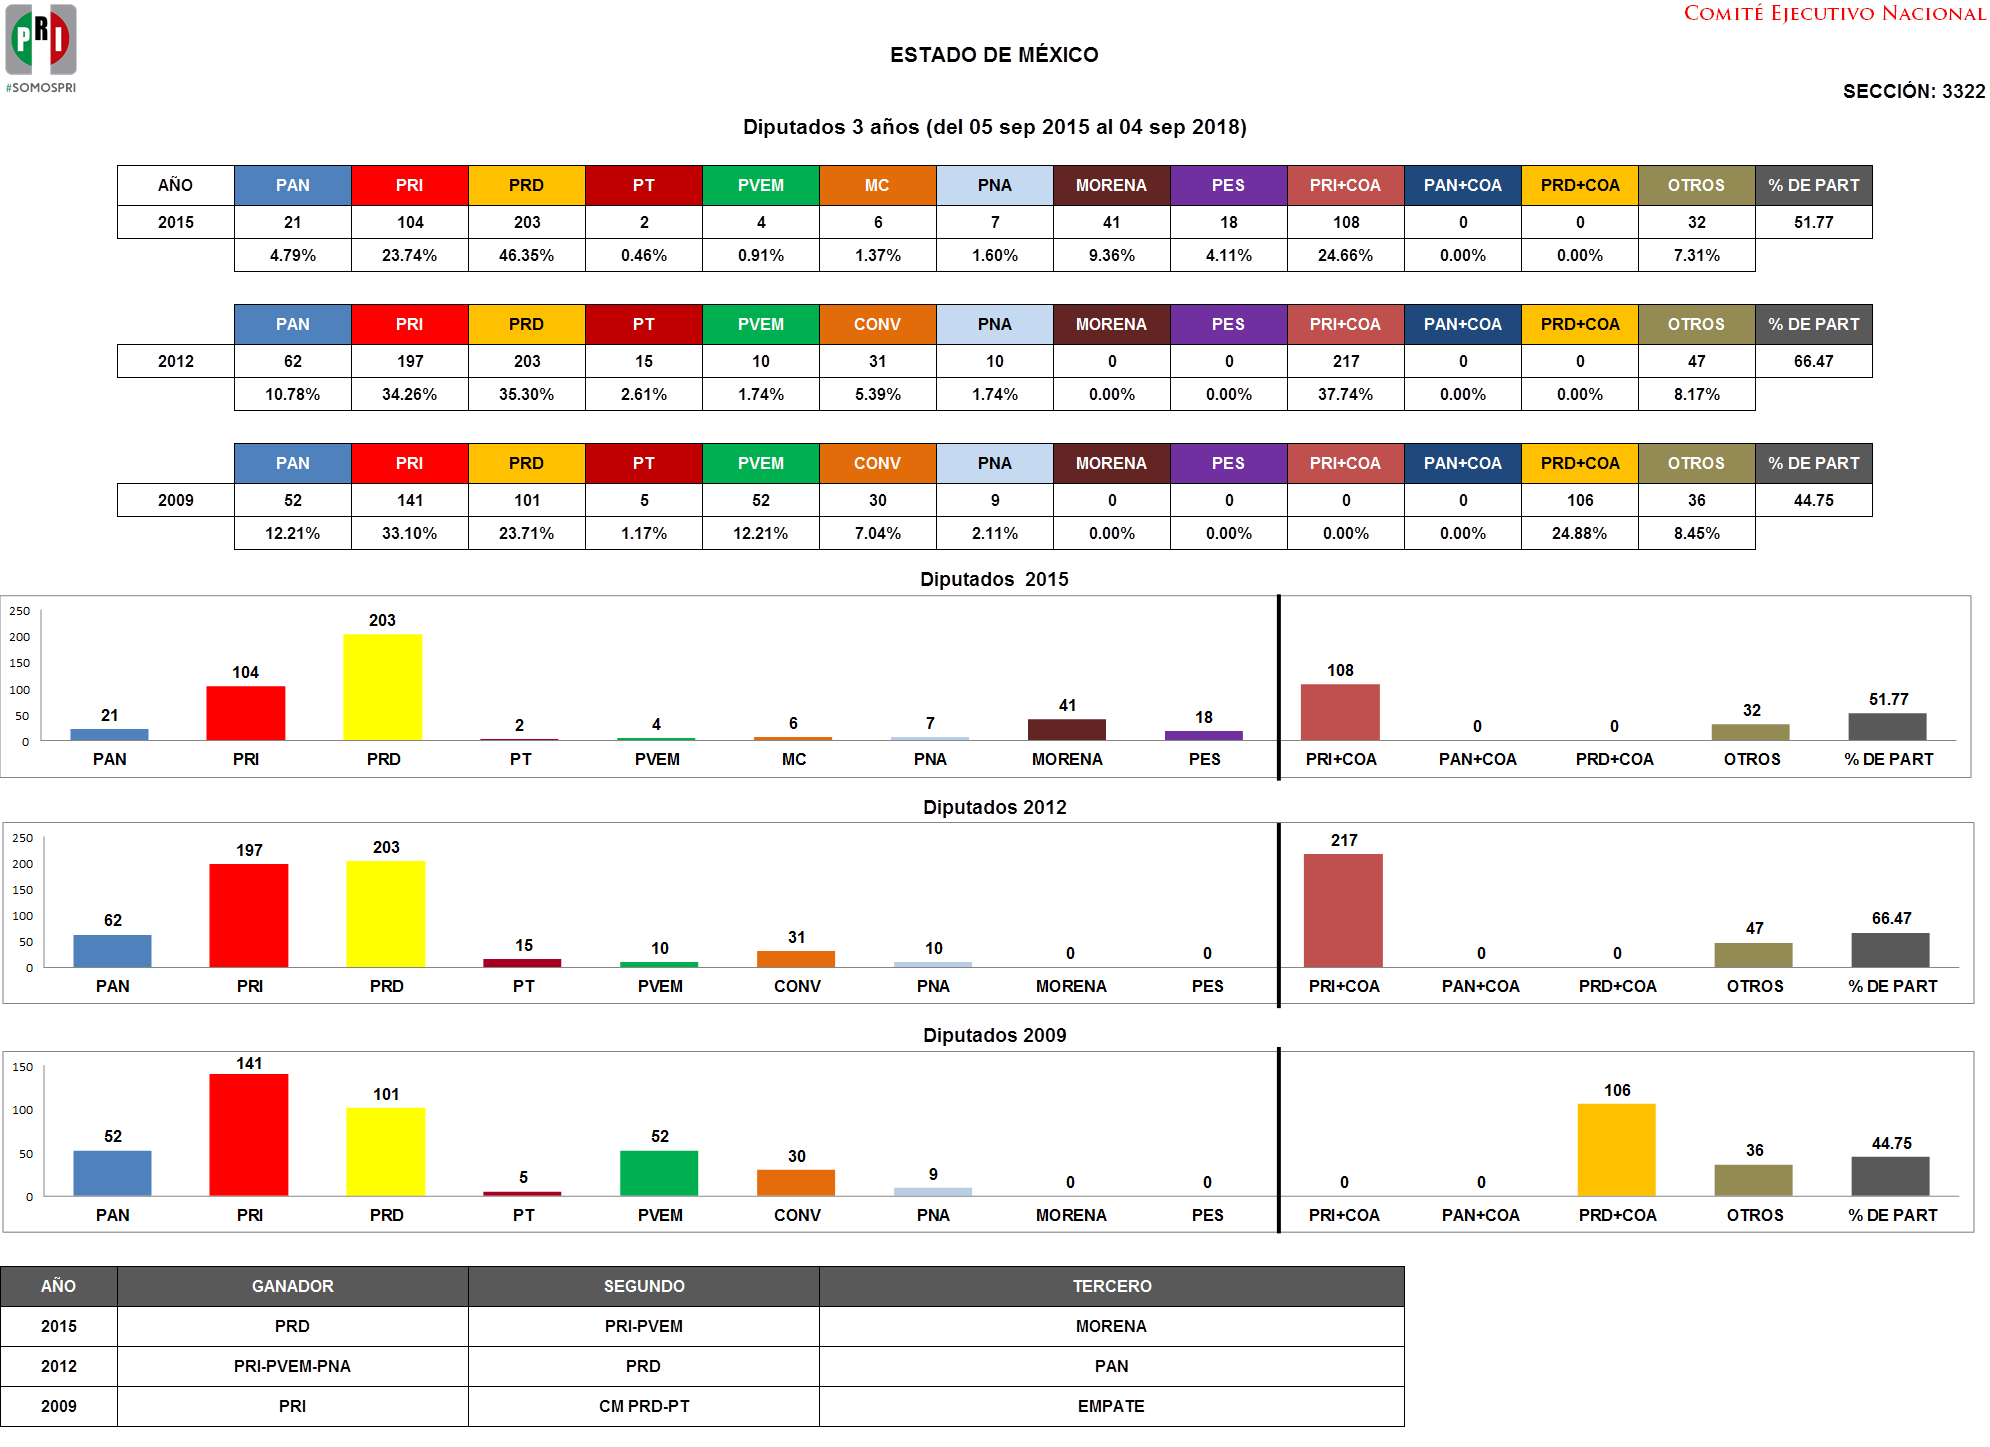 PRI
#SOMOSPRI
COMITÉ EJECUTIVO NACIONAL
ESTADO DE MÉXICO
SECCIÓN: 3322
Diputados 3 años (del 05 sep 2015 al 04 sep 2018)
AÑO PAN PRI PRD PT PVEM MC PNA MORENA PES PRI+COA PAN+COA PRD+COA OTROS % DE PART
2015 21 104 203 2 4 6 7 41 18 108 0 0 32 51.77
4.79% 23.74% 46.35% 0.46% 0.91% 1.37% 1.60% 9.36% 4.11% 24.66% 0.00% 0.00% 7.31%
PAN PRI PRD PT PVEM CONV PNA MORENA PES PRI+COA PAN+COA PRD+COA OTROS % DE PART
2012 62 197 203 15 10 31 10 0 0 217 0 0 47 66.47
10.78% 34.26% 35.30% 2.61% 1.74% 5.39% 1.74% 0.00% 0.00% 37.74% 0.00% 0.00% 8.17%
PAN PRI PRD PT PVEM CONV PNA MORENA PES PRI+COA PAN+COA PRD+COA OTROS % DE PART
2009 52 141 101 5 52 30 9 0 0 0 0 106 36 44.75
12.21% 33.10% 23.71% 1.17% 12.21% 7.04% 2.11% 0.00% 0.00% 0.00% 0.00% 24.88% 8.45%
Diputados 2015
250
200
150
100
50
0
21 104 203 2 4 6 7 41 18 108 0 0 32 51.77
PAN PRI PRD PT PVEM MC PNA MORENA PES PRI+COA PAN+COA PRD+COA OTROS % DE PART
Diputados 2012
250
200
150
100
50
0
62 197 203 15 10 31 10 0 0 217 0 0 47 66.47
PAN PRI PRD PT PVEM CONV PNA MORENA PES PRI+COA PAN+COA PRD+COA OTROS % DE PART
Diputados 2009
150
100
50
0
52 141 101 5 52 30 9 0 0 0 0 106 36 44.75
PAN PRI PRD PT PVEM CONV PNA MORENA PES PRI+COA PAN+COA PRD+COA OTROS % DE PART
AÑO GANADOR SEGUNDO TERCERO
2015 PRD PRI-PVEM MORENA
2012 PRI-PVEM-PNA PRD PAN
2009 PRI CM PRD-PT EMPATE